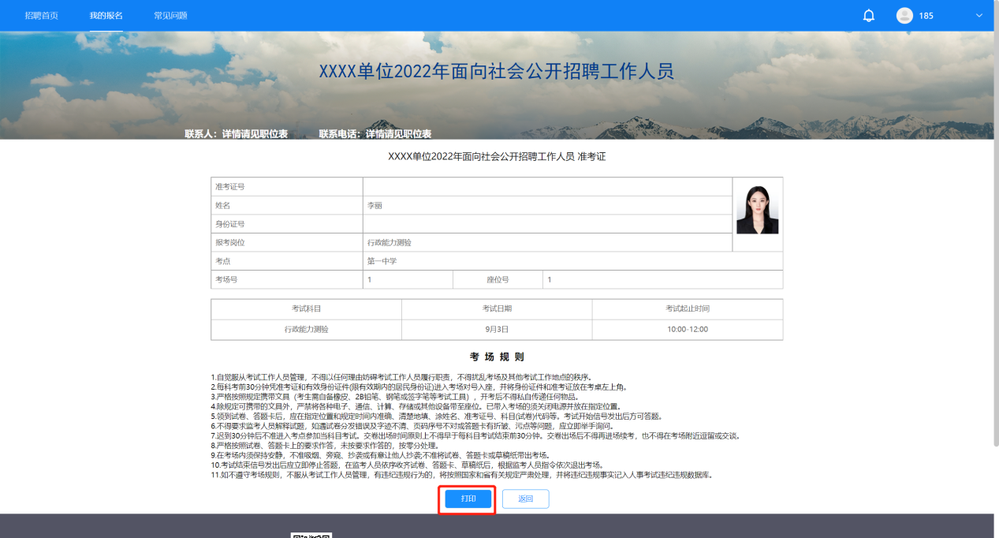 招聘首页 我的报名 常见问题 185
XXXX单位2022年面向社会公开招聘工作人员
联系人：详情请见职位表 联系电话：详情请见职位表
XXXX单位2022年面向社会公开招聘工作人员 准考证
准考证号
姓名 李丽
身份证号
报考岗位 行政能力测验
考点 第一中学
考场号 1 座位号 1
考试科目 考试日期 考试起止时间
行政能力测验 9月3日 10:00-12:00
考 场 规 则
1.自觉服从考试工作人员管理，不得以任何理由妨碍考试工作人员履行职责，不得扰乱考场及其他考试工作地点的秩序。
2.每科考前30分钟凭准考证和有效身份证件(限有效期内的居民身份证)进入考场对号入座，并将身份证件和准考证放在考桌左上角。
3.严格按照规定携带文具（考生需自备橡皮、2B铅笔、钢笔或签字笔等考试工具），开考后不得私自传递任何物品。
4.除规定可携带的文具外，严禁将各种电子、通信、计算、存储或其他设备带至座位。已带入考场的须关闭电源并放在指定位置。
5.领到试卷、答题卡后，应在指定位置和规定时间内准确、清楚地填、涂姓名、准考证号、科目(试卷)代码等。考试开始信号发出后方可答题。
6.不得要求监考人员解释试题，如遇试卷分发错误及字迹不清、页码序号不对或答题卡有折皱、污点等问题，应立即举手询问。
7.迟到30分钟后不准进入考点参加当科目考试。交卷出场时间原则上不得早于每科目考试结束前30分钟。交卷出场后不得再进场续考，也不得在考场附近逗留或交谈。
8.严格按照试卷、答题卡上的要求作答，未按要求作答的，按零分处理。
9.在考场内须保持安静，不准吸烟、旁窥、抄袭或有意让他人抄袭;不准将试卷、答题卡或草稿纸带出考场。
10.考试结束信号发出后应立即停止答题，在监考人员依序收齐试卷、答题卡、草稿纸后，根据监考人员指令依次退出考场。
11.如不遵守考场规则，不服从考试工作人员管理，有违纪违规行为的，将按照国家和省有关规定严肃处理，并将违纪违规事实记入人事考试违纪违规数据库。
打印 返回